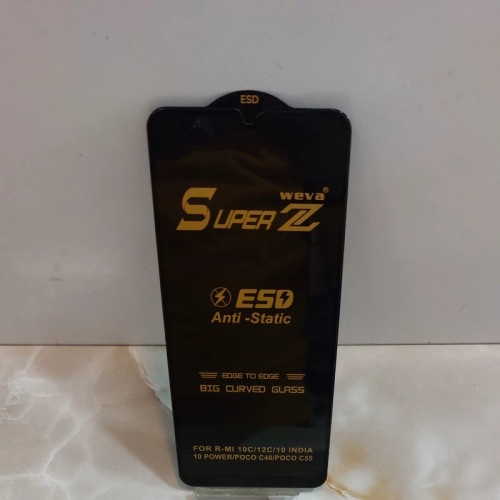 ESD
weva®
SUPER Z
ESD
Anti -Static
EDGE TO EDGE
BIG CURVED GLASS
FOR R-MI 10C/12C/10 INDIA
10 POWER/POCO C40/POCO C55